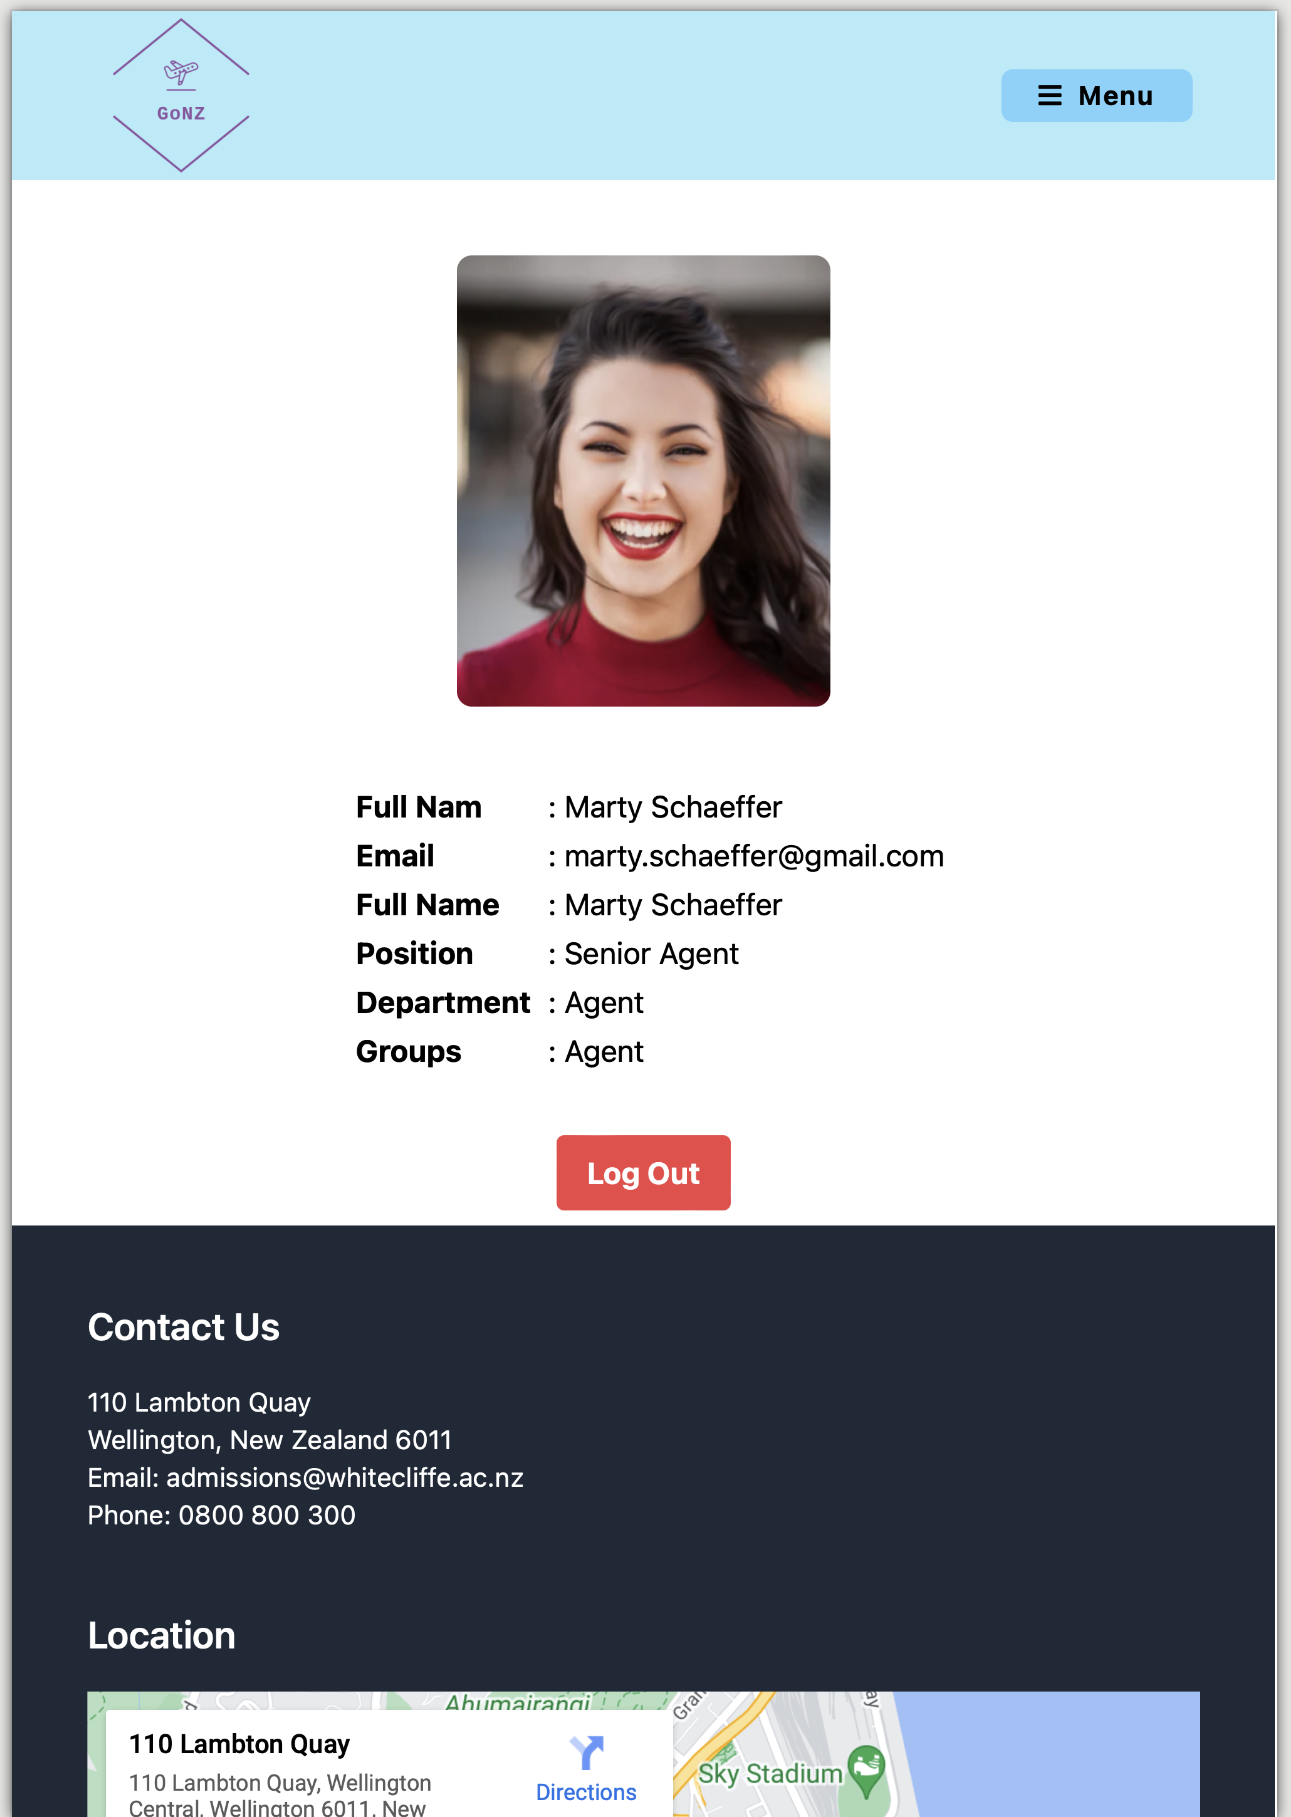 GoNZ
Menu
Full Nam : Marty Schaeffer
Email : marty.schaeffer@gmail.com
Full Name : Marty Schaeffer
Position : Senior Agent
Department : Agent
Groups : Agent
Log Out
Contact Us
110 Lambton Quay
Wellington, New Zealand 6011
Email: admissions@whitecliffe.ac.nz
Phone: 0800 800 300
Location
Ahumairangi
110 Lambton Quay
Directions
110 Lambton Quay, Wellington
Central, Wellington 6011, New
Gran
ay
Sky Stadium